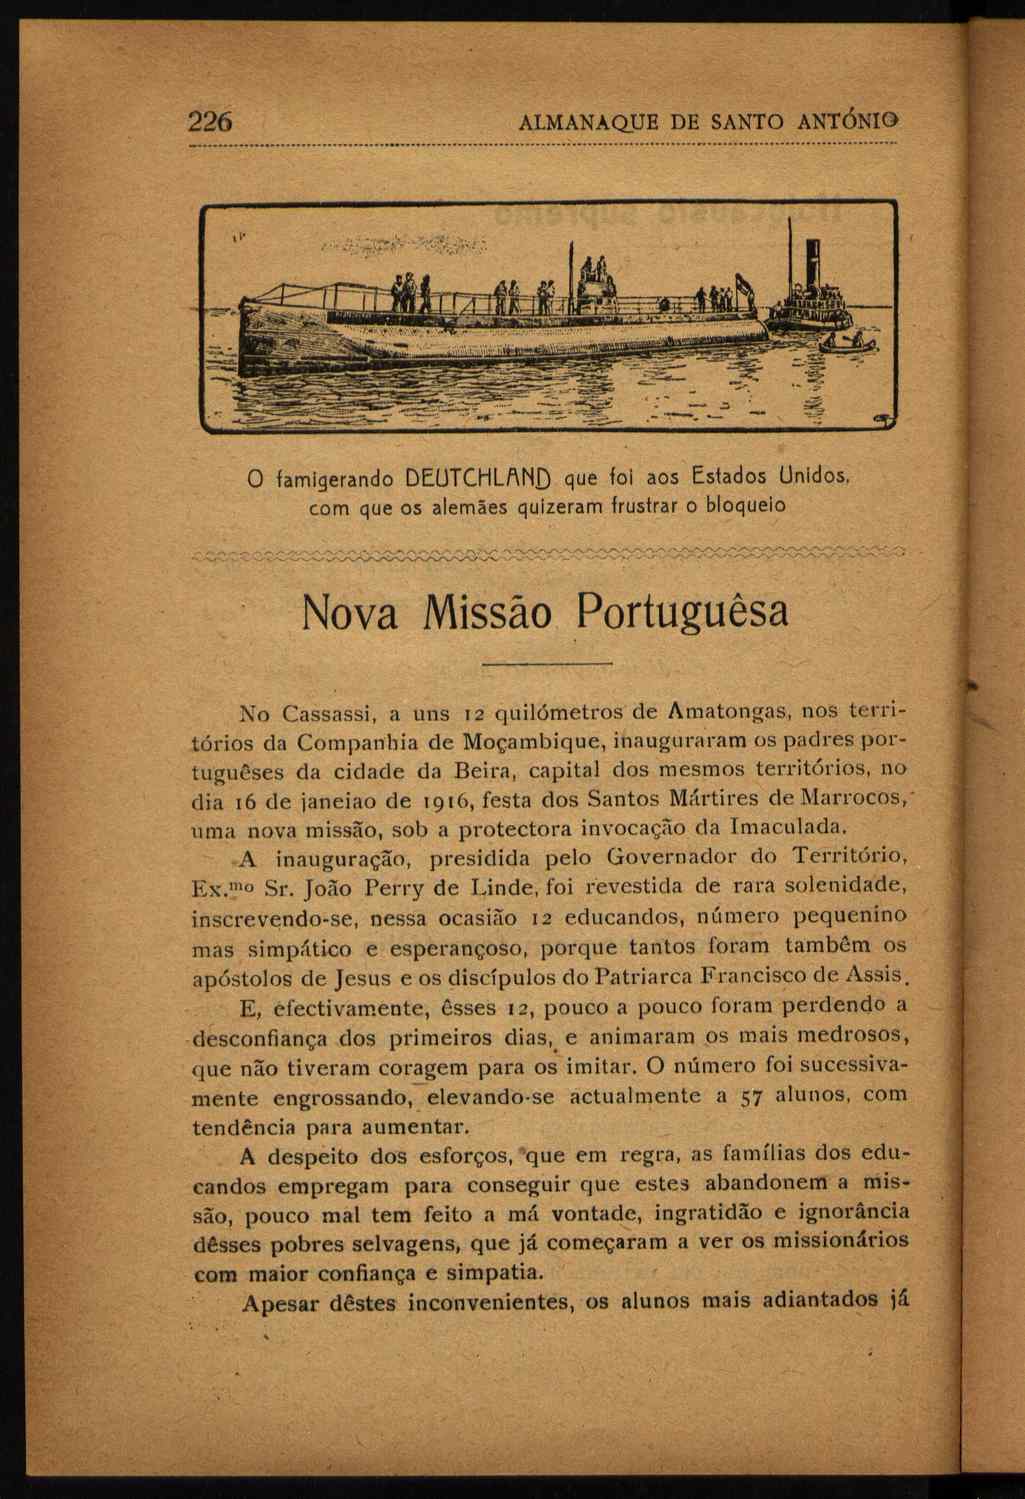 226
ALMANAQUE DE SANTO ANTÓNIO
O famigerando DEUTCHLAND que foi aos Estados Unidos,
com que os alemães quizeram frustrar o bloqueio
Nova Missão Portuguêsa
No Cassassi, a uns 12 quilómetros de Amatongas, nos terri-
tórios da Companhia de Moçambique, inauguraram os padres por-
tuguêses da cidade da Beira, capital dos mesmos territórios, no
dia 16 de janeiao de 1916, festa dos Santos Mártires de Marrocos,
uma nova missão, sob a protectora invocação da Imaculada.
A inauguração, presidida pelo Governador do Território,
Ex.mo Sr. João Perry de Linde, foi revestida de rara solenidade,
inscrevendo-se, nessa ocasião 12 educandos, número pequenino
mas simpático e esperançoso, porque tantos foram tambêm os
apóstolos de Jesus e os discípulos do Patriarca Francisco de Assis.
E, efectivamente, êsses 12, pouco a pouco foram perdendo a
desconfiança dos primeiros dias, e animaram os mais medrosos,
que não tiveram coragem para os imitar. O número foi sucessiva-
mente engrossando, elevando-se actualmente a 57 alunos, com
tendência para aumentar.
A despeito dos esforços, que em regra, as famílias dos edu-
candos empregam para conseguir que estes abandonem a mis-
são, pouco mal tem feito a má vontade, ingratidão e ignorância
dêsses pobres selvagens, que já começaram a ver os missionários
com maior confiança e simpatia.
Apesar dêstes inconvenientes, os alunos mais adiantados já